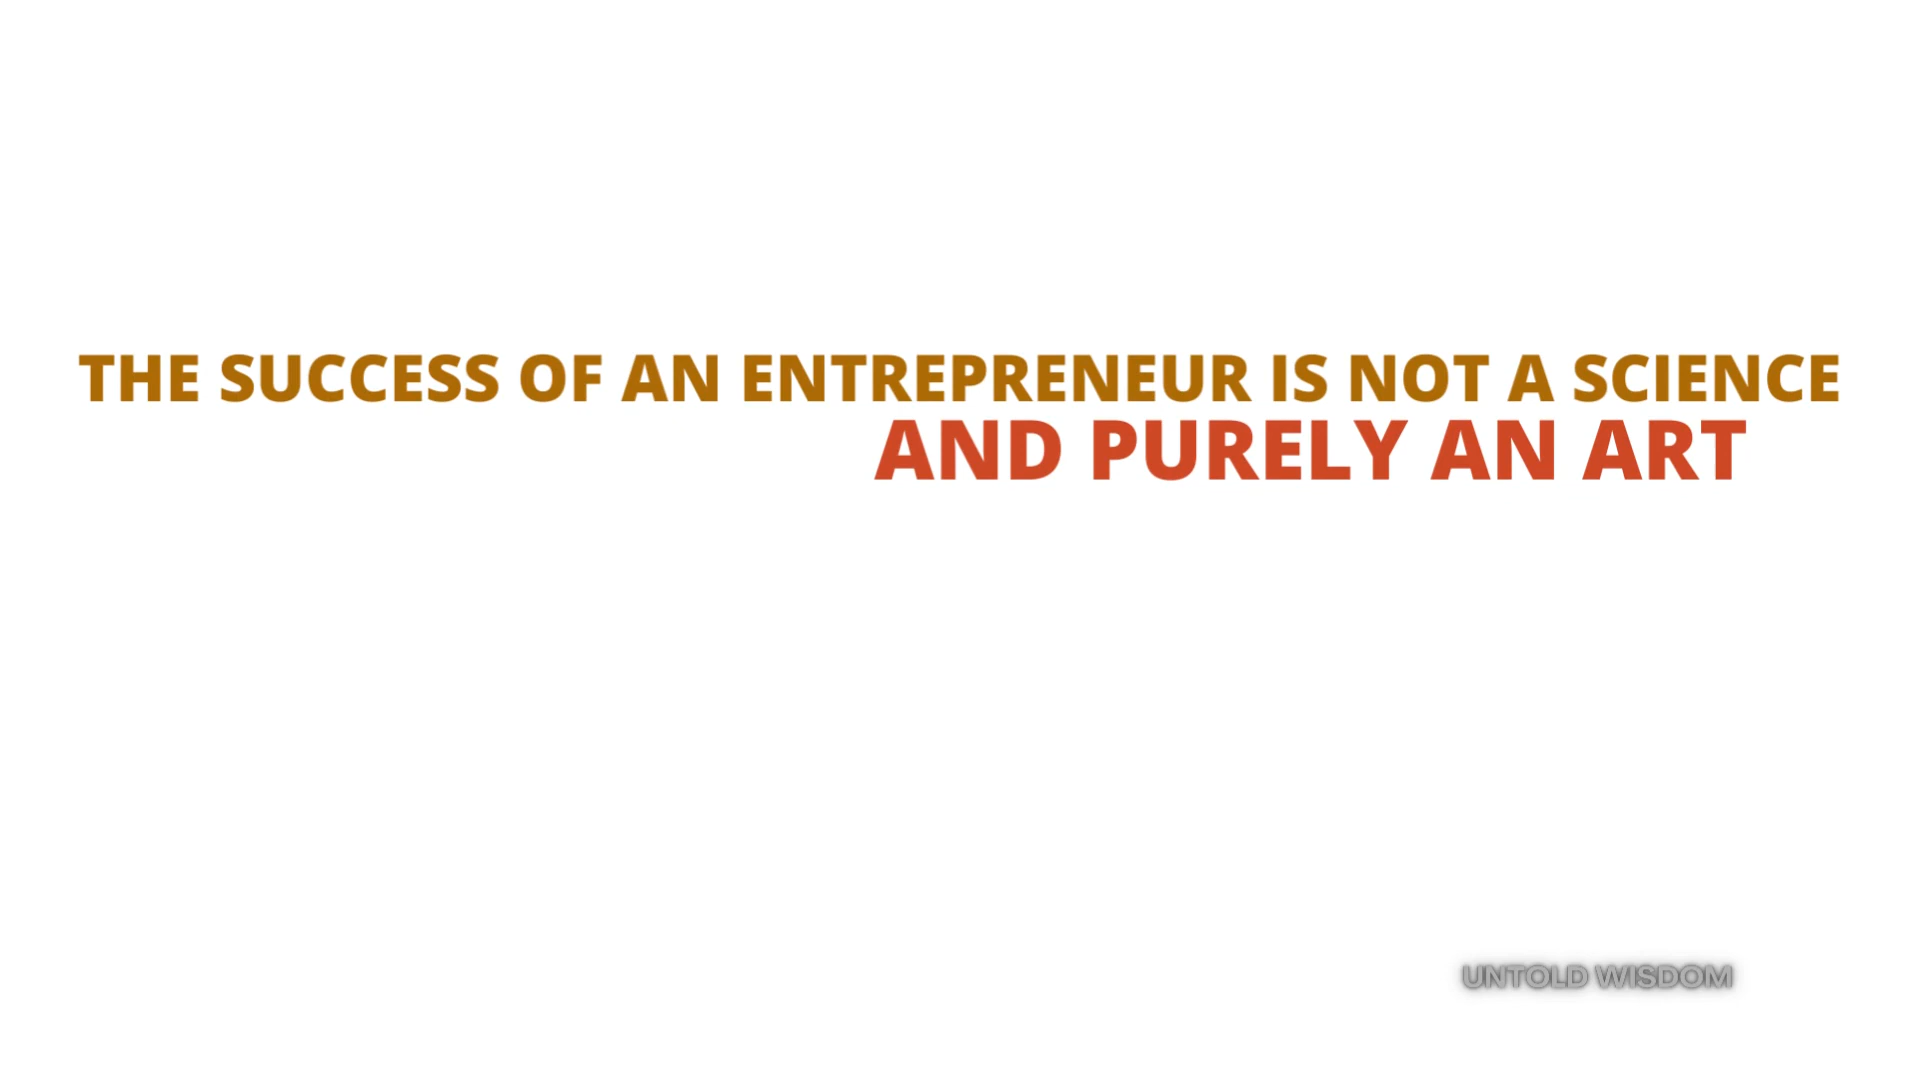 THE SUCCESS OF AN ENTREPRENEUR IS NOT A SCIENCE
AND PURELY AN ART
UNTOLD WISDOM